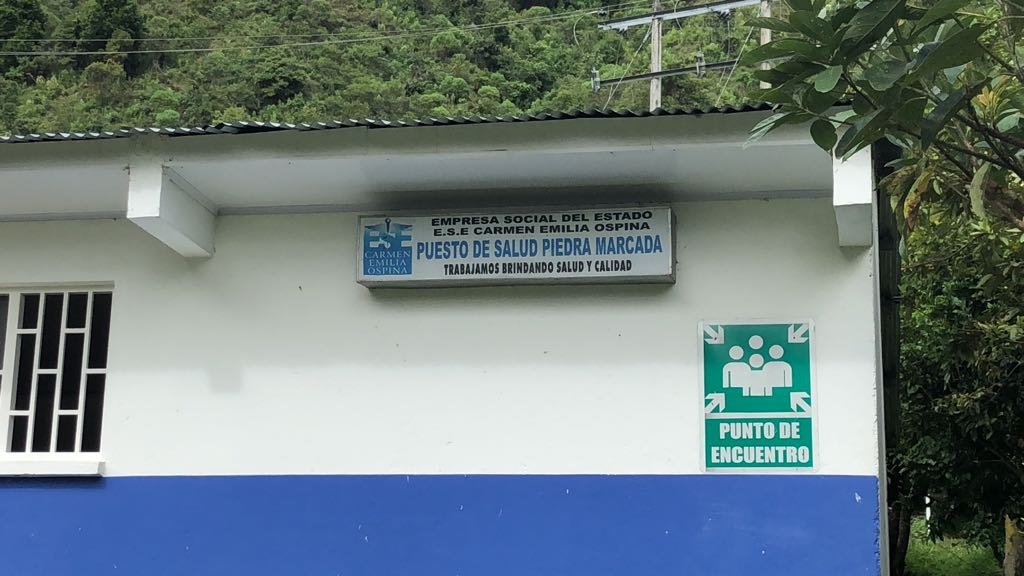 EMPRESA SOCIAL DEL ESTADO
E.S.E CARMEN EMILIA OSPINA
PUESTO DE SALUD PIEDRA MARCADA
TRABAJAMOS BRINDANDO SALUD Y CALIDAD
ESE
CARMEN
EMILIA
OSPINA
PUNTO DE
ENCUENTRO